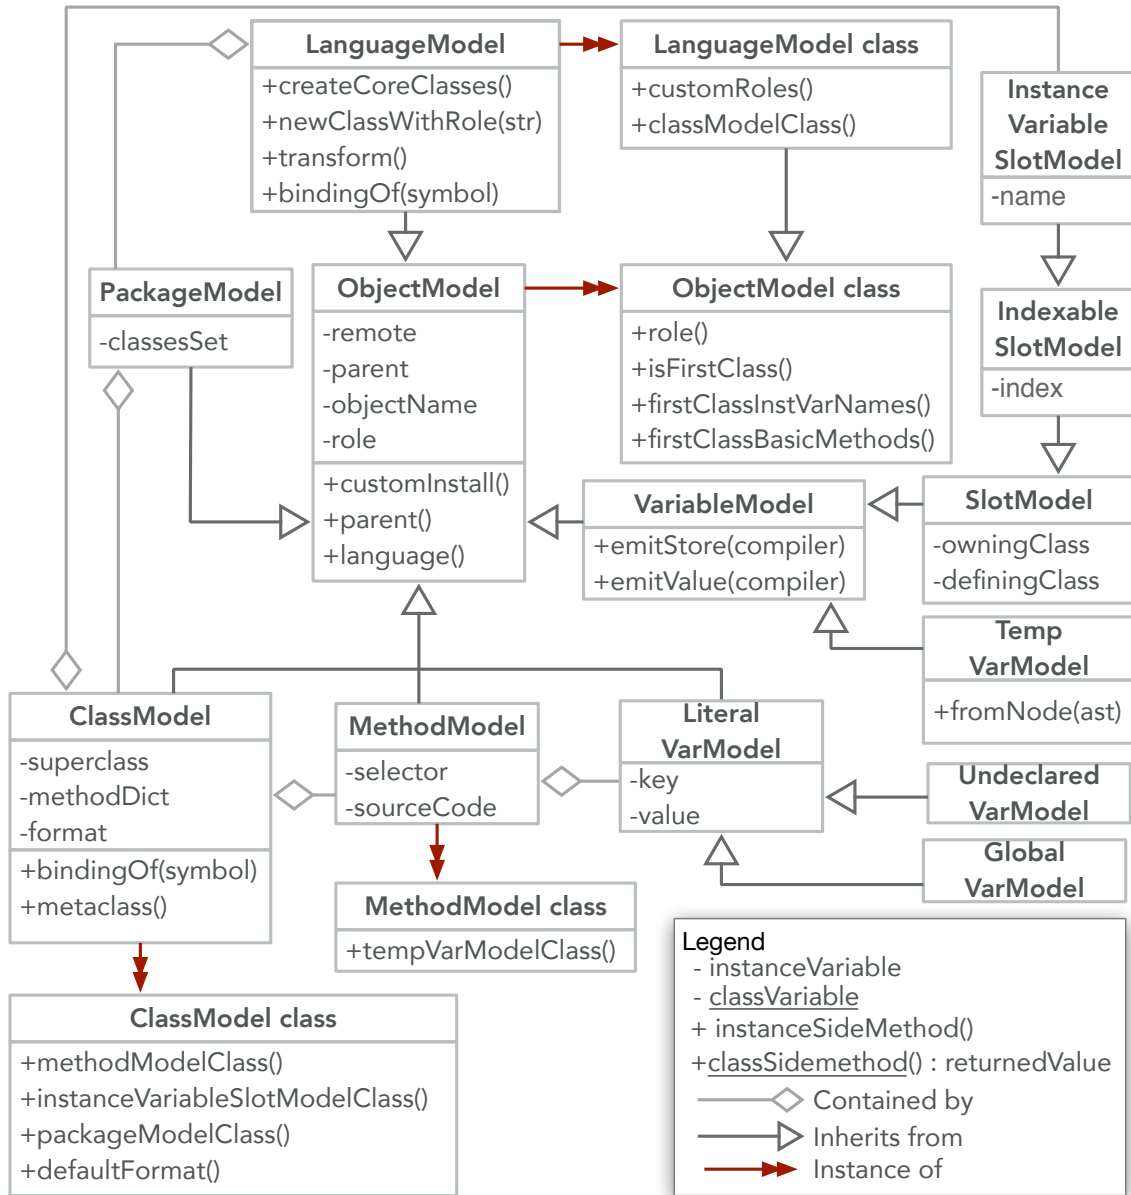 LanguageModel
+createCoreClasses()
+newClassWithRole(str)
+transform()
+bindingOf(symbol)
LanguageModel class
+customRoles()
+classModelClass()
Instance
Variable
SlotModel
-name
PackageModel
-classesSet
ObjectModel
-remote
-parent
-objectName
-role
+customInstall()
+parent()
+language()
ObjectModel class
+role()
+isFirstClass()
+firstClassInstVarNames()
+firstClassBasicMethods()
Indexable
SlotModel
-index
VariableModel
+emitStore(compiler)
+emitValue(compiler)
SlotModel
-owningClass
-definingClass
Temp
VarModel
+fromNode(ast)
ClassModel
-superclass
-methodDict
-format
+bindingOf(symbol)
+metaclass()
MethodModel
-selector
-sourceCode
Literal
VarModel
-key
-value
Undeclared
VarModel
Global
VarModel
MethodModel class
+tempVarModelClass()
ClassModel class
+methodModelClass()
+instanceVariableSlotModelClass()
+packageModelClass()
+defaultFormat()
Legend
- instanceVariable
- classVariable
+ instanceSideMethod()
+classSidemethod() : returnedValue
Contained by
Inherits from
Instance of